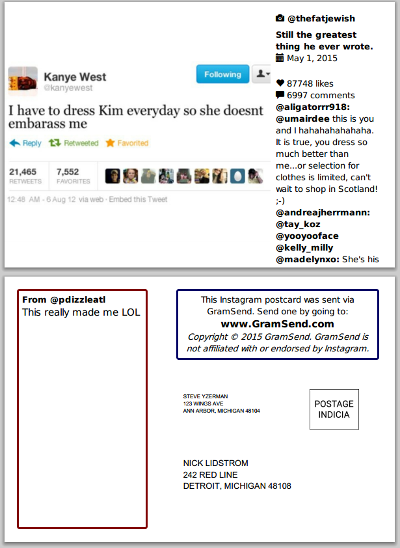 Kanye West
@kanyewest
Following
I have to dress Kim everyday so she doesnt
embarass me
Reply Retweeted Favorited
21,465 7,552
RETWEETS FAVORITES
12:48 AM - 6 Aug 12 via web · Embed this Tweet
@thefatjewish
Still the greatest
thing he ever wrote.
May 1, 2015
87748 likes
6997 comments
@aligatorrr918:
@umairdee this is you
and I hahahahahahaha.
It is true, you dress so
much better than
me...or selection for
clothes is limited, can't
wait to shop in Scotland!
;-)
@andreajherrmann:
@tay_koz
@yooyooface
@kelly_milly
@madelynxo: She's his
From @pdizzleatl
This really made me LOL
This Instagram postcard was sent via
GramSend. Send one by going to:
www.GramSend.com
Copyright © 2015 GramSend. GramSend is
not affiliated with or endorsed by Instagram.
STEVE YZERMAN
123 WINGS AVE
ANN ARBOR, MICHIGAN 48104
POSTAGE
INDICIA
NICK LIDSTROM
242 RED LINE
DETROIT, MICHIGAN 48108